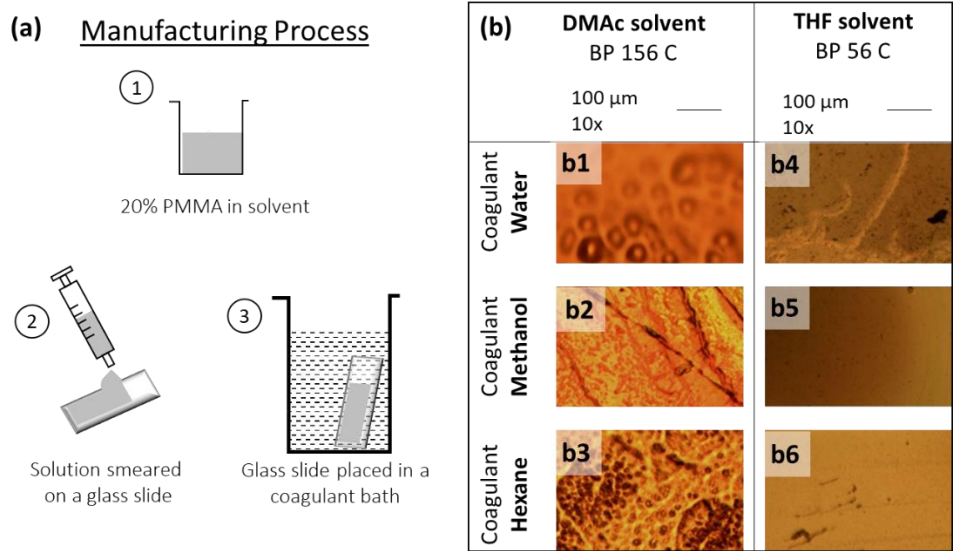 (a) Manufacturing Process
1
20% PMMA in solvent
2
Solution smeared
on a glass slide
3
Glass slide placed in a
coagulant bath
(b)
DMAc solvent
BP 156 C
THF solvent
BP 56 C
100 µm
10x
100 µm
10x
Coagulant
Water
b1
b4
Coagulant
Methanol
b2
b5
Coagulant
Hexane
b3
b6